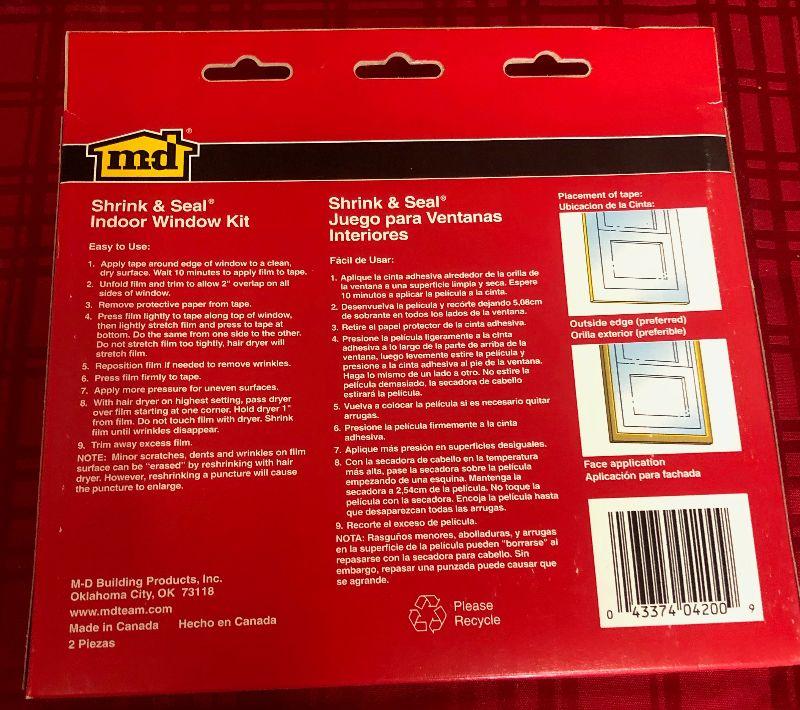 md®
Shrink & Seal®
Indoor Window Kit
Easy to Use:
1. Apply tape around edge of window to a clean,
dry surface. Wait 10 minutes to apply film to tape.
2. Unfold film and trim to allow 2" overlap on all
sides of window.
3. Remove protective paper from tape.
4. Press film lightly to tape along top of window,
then lightly stretch film and press to tape at
bottom. Do the same from one side to the other.
Do not stretch film too tightly, hair dryer will
stretch film.
5. Reposition film if needed to remove wrinkles.
6. Press film firmly to tape.
7. Apply more pressure for uneven surfaces.
8. With hair dryer on highest setting, pass dryer
over film starting at one corner. Hold dryer 1"
from film. Do not touch film with dryer. Shrink
film until wrinkles disappear.
9. Trim away excess film.
NOTE: Minor scratches, dents and wrinkles on film
surface can be "erased" by reshrinking with hair
dryer. However, reshrinking a puncture will cause
the puncture to enlarge.
M-D Building Products, Inc.
Oklahoma City, OK 73118
www.mdteam.com
Made in Canada Hecho en Canada
2 Piezas
Shrink & Seal®
Juego para Ventanas
Interiores
Fácil de Usar:
1. Aplique la cinta adhesiva alrededor de la orilla de
la ventana a una superficie limpia y seca. Espere
10 minutos a aplicar la película a la cinta.
2. Desenvuelva la película y recórte dejando 5,08cm
de sobrante en todos los lados de la ventana.
3. Retire el papel protector de la cinta adhesiva.
4. Presione la película ligeramente a la cinta
adhesiva a lo largo de la parte de arriba de la
ventana, luego levemente estire la película y
presione a la cinta adhesiva al pie de la ventana.
Haga lo mismo de un lado a otro. No estire la
película demasiado, la secadora de cabello
estirará la película.
5. Vuelva a colocar la película si es necesario quitar
arrugas.
6. Presione la película firmemente a la cinta
adhesiva.
7. Aplique más presión en superficies desiguales.
8. Con la secadora de cabello en la temperatura
más alta, pase la secadora sobre la película
empezando de una esquina. Mantenga la
secadora a 2,54cm de la película. No toque la
película con la secadora. Encoja la película hasta
que desaparezcan todas las arrugas.
9. Recorte el exceso de película.
NOTA: Rasguños menores, abolladuras, y arrugas
en la superficie de la película pueden "borrarse" al
repasarse con la secadora para cabello. Sin
embargo, repasar una punzada puede causar que
se agrande.
Please
Recycle
Placement of tape:
Ubicacion de la Cinta:
Outside edge (preferred)
Orilla exterior (preferible)
Face application
Aplicación para fachada
0 43374 04200 9